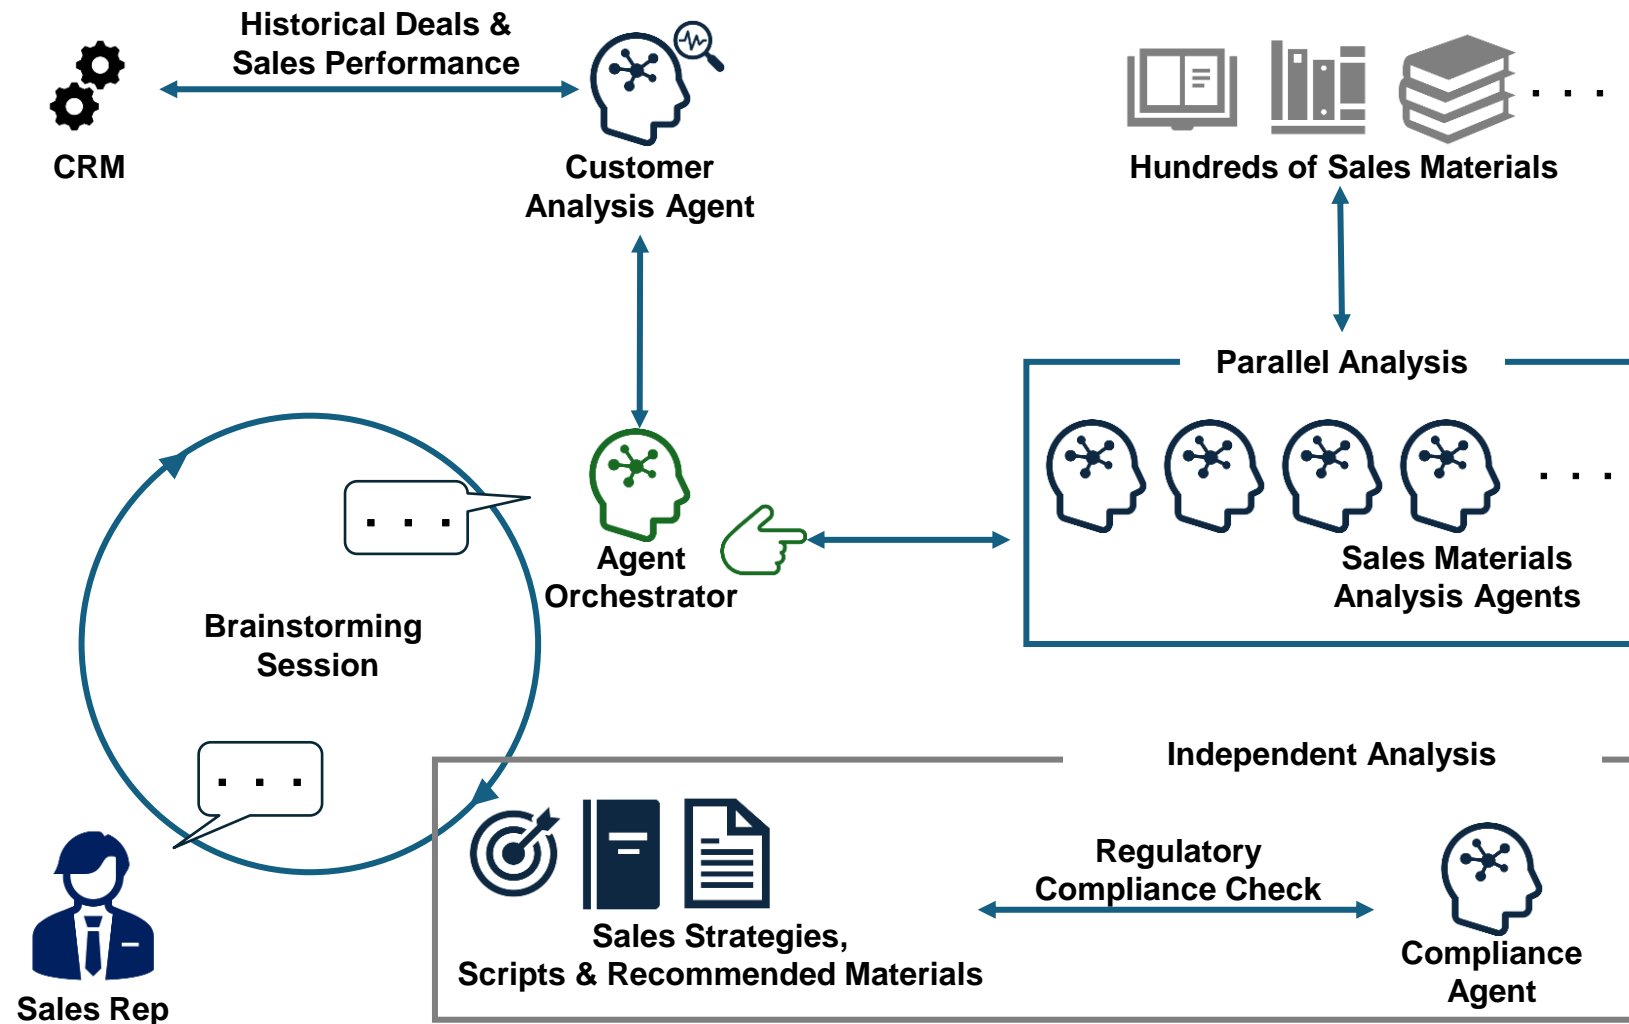 Historical Deals &
Sales Performance
CRM
Customer
Analysis Agent
Hundreds of Sales Materials
. . .
Parallel Analysis
. . .
Sales Materials
Analysis Agents
. . .
Agent
Orchestrator
Brainstorming
Session
. . .
Sales Rep
Independent Analysis
Sales Strategies,
Scripts & Recommended Materials
Regulatory
Compliance Check
Compliance
Agent